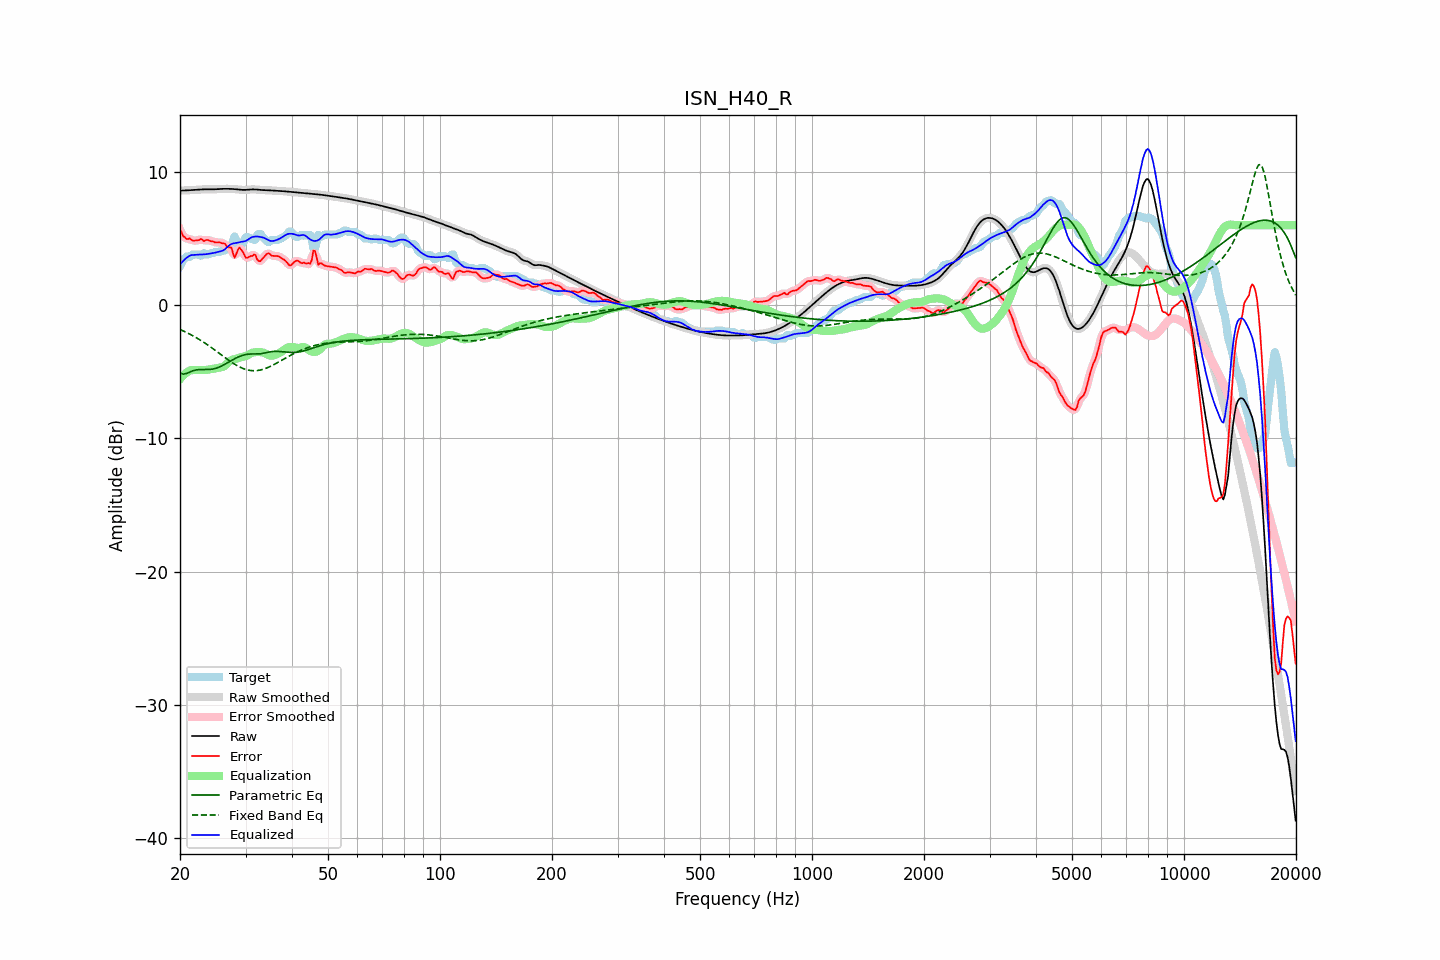 ISN_H40_R
10
0
−10
−20
−30
−40
Amplitude (dBr)
Target
Raw Smoothed
Error Smoothed
Raw
Error
Equalization
Parametric Eq
Fixed Band Eq
Equalized
20 50 100 200 500 1000 2000 5000 10000 20000
Frequency (Hz)